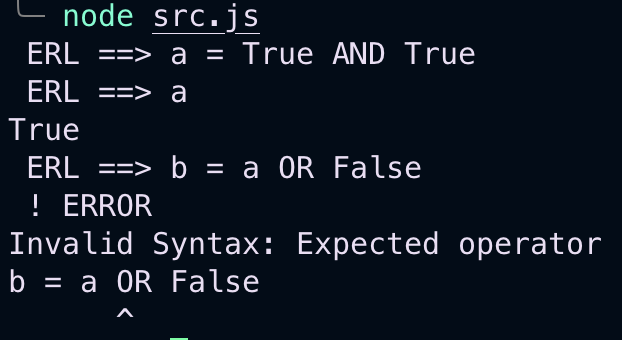 node src.js
ERL ==> a = True AND True
ERL ==> a
True
ERL ==> b = a OR False
! ERROR
Invalid Syntax: Expected operator
b = a OR False
^